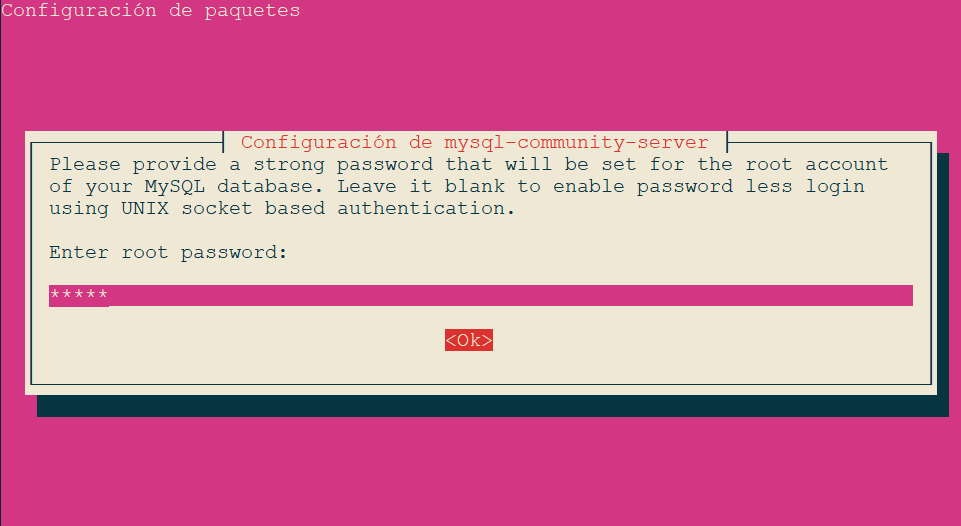 Configuración de paquetes
Configuración de mysql-community-server
Please provide a strong password that will be set for the root account
of your MySQL database. Leave it blank to enable password less login
using UNIX socket based authentication.
Enter root password:
*****
<Ok>